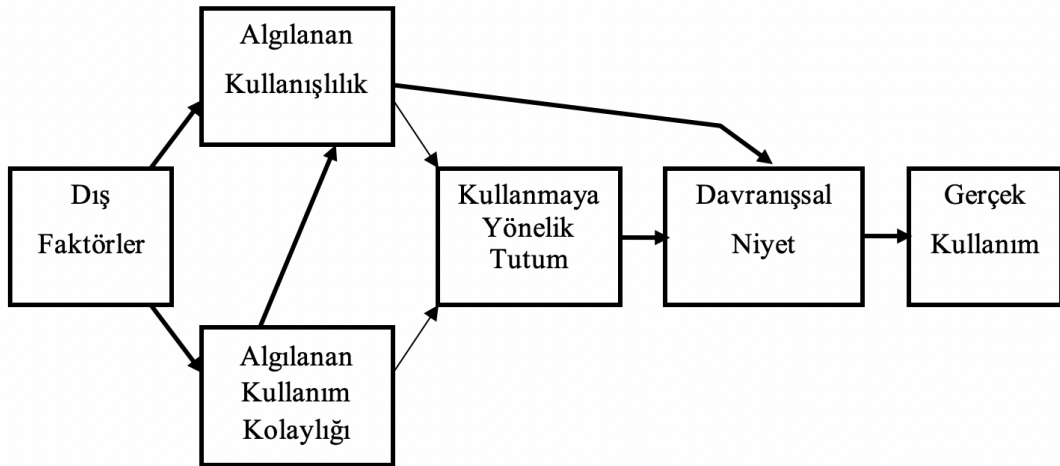 Algılanan
Kullanışlılık
Dış
Faktörler
Kullanmaya
Yönelik
Tutum
Davranışsal
Niyet
Gerçek
Kullanım
Algılanan
Kullanım
Kolaylığı